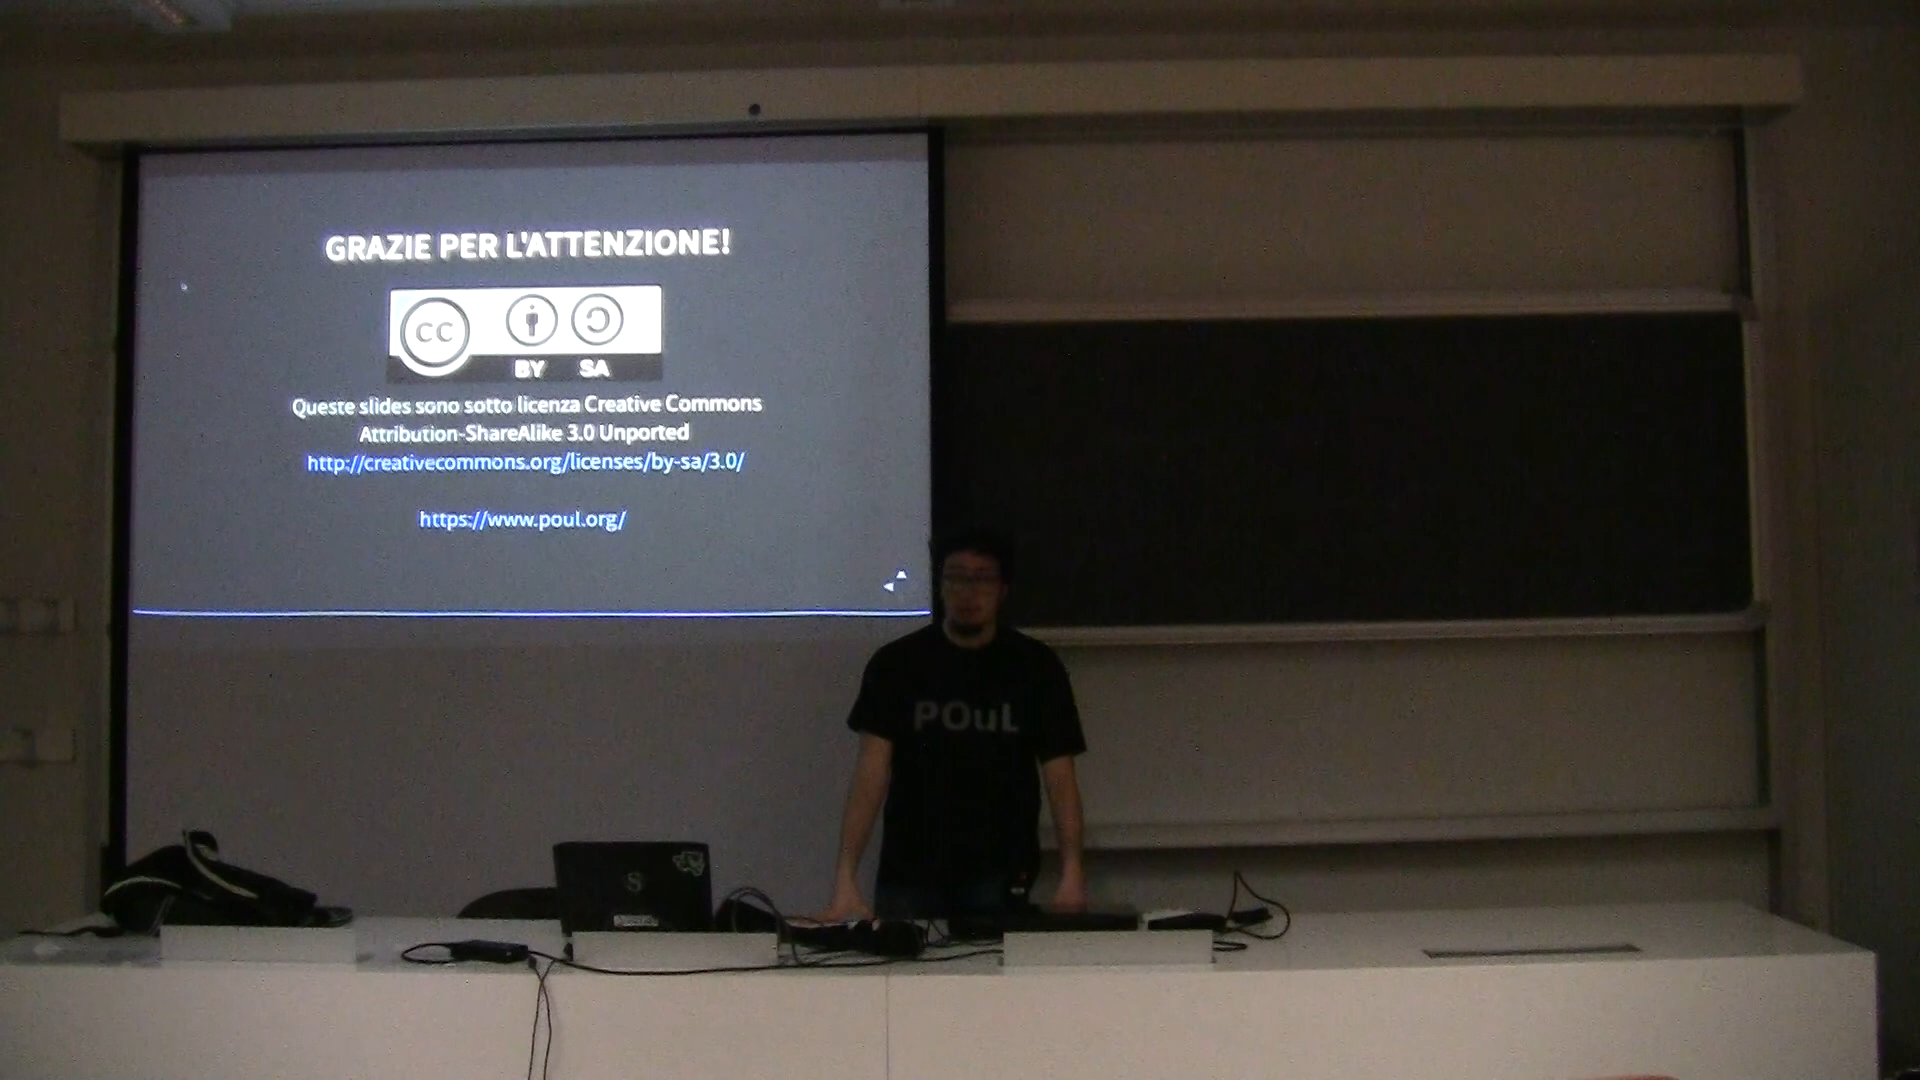 GRAZIE PER L'ATTENZIONE!
cc
BY SA
Queste slides sono sotto licenza Creative Commons
Attribution-ShareAlike 3.0 Unported
http://creativecommons.org/licenses/by-sa/3.0/
https://www.poul.org/
POuL
S